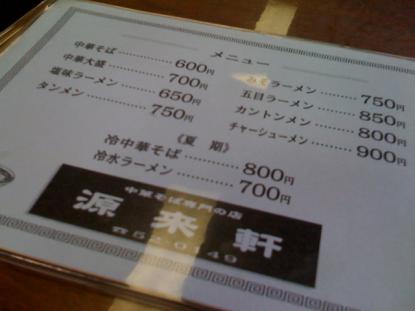 メニュー
中華そば 600円
中華大盛 700円
塩味ラーメン 650円
タンメン 750円
みそラーメン 750円
五目ラーメン 850円
カントンメン 800円
チャーシューメン 900円
《夏 期》
冷中華そば 800円
冷水ラーメン 700円
中華そば専門の店
源来軒
☎52-0149